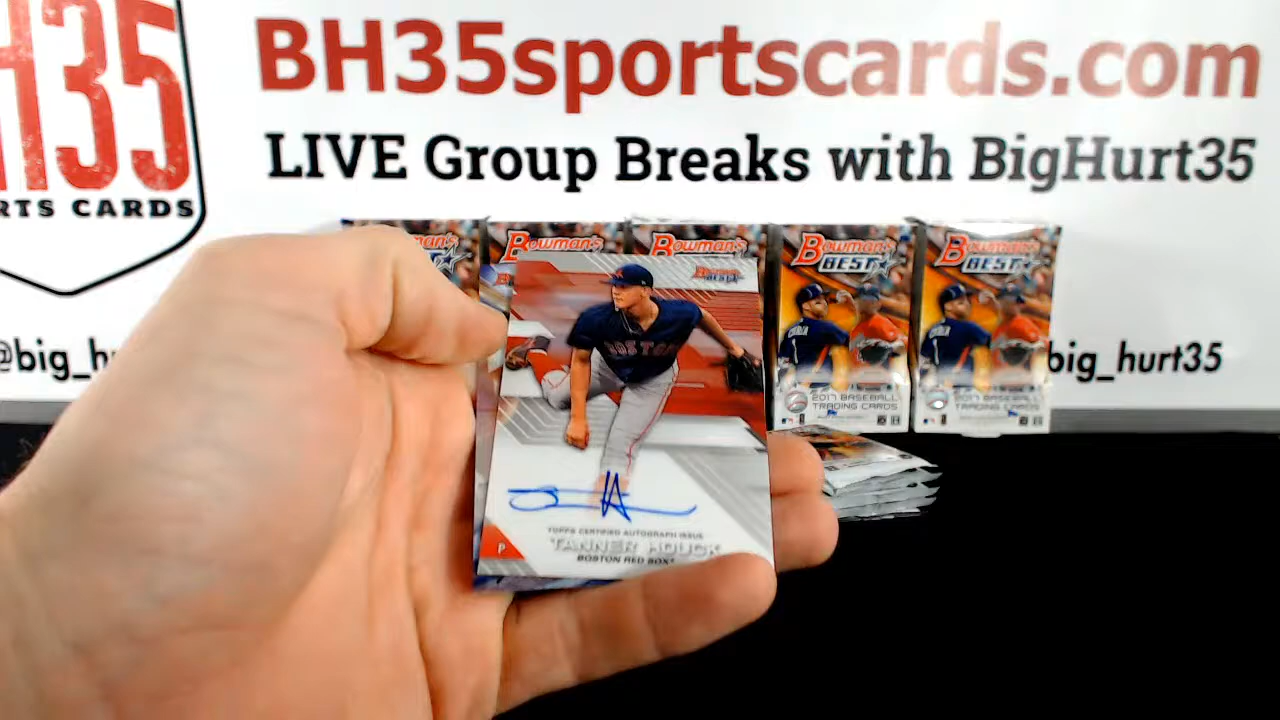 H35
RTS CARDS
BH35sportscards.com
LIVE Group Breaks with BigHurt35
@big_h
big_hurt35
Bowman's
Bowman's
Bowman's
BEST
Bowman's
BEST
2017 BASEBALL
TRADING CARDS
2017 BASEBALL
TRADING CARDS
BOSTON
TOPPS CERTIFIED AUTOGRAPH ISSUE
P
TANNER HOUCK
BOSTON RED SOX